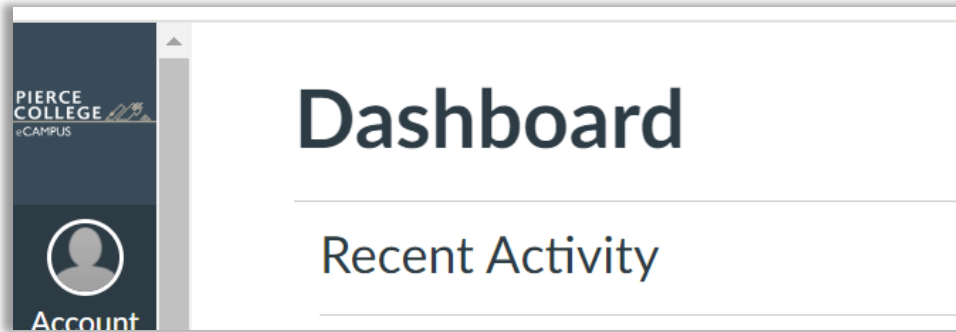 PIERCE
COLLEGE
eCAMPUS
Account
Dashboard
Recent Activity